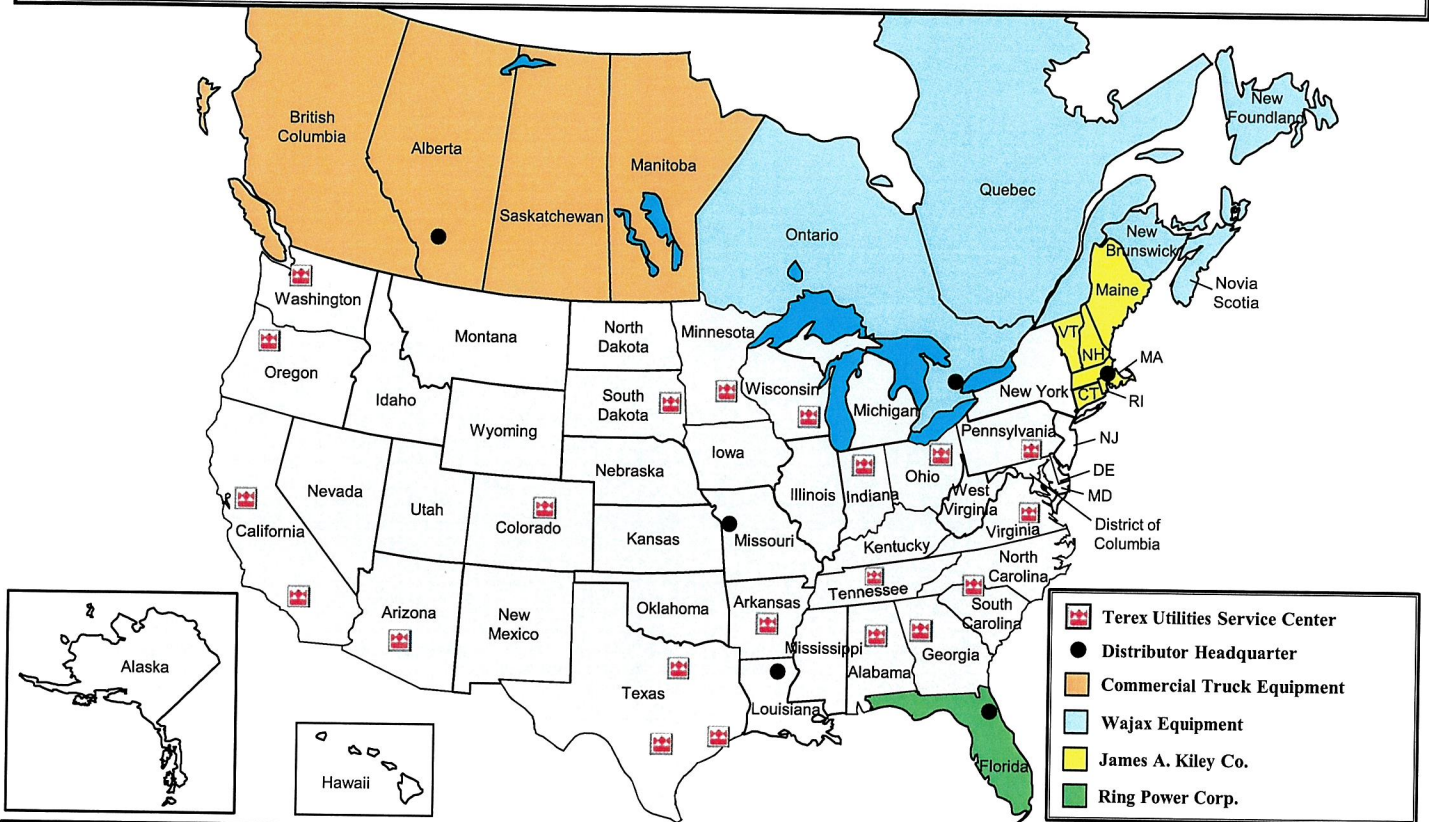 New
Foundland
British
Columbia
Alberta
Manitoba
Quebec
Saskatchewan
Ontario
New
Brunswick
Novia
Scotia
Maine
Washington
Montana
North
Dakota
Minnesota
VT
NH
MA
Oregon
Idaho
South
Dakota
Wisconsin
Michigan
New York
CT
RI
Wyoming
Pennsylvania
NJ
Iowa
Nebraska
Ohio
DE
Nevada
Utah
Illinois
Indiana
West
Virginia
MD
California
Colorado
Kansas
Missouri
Kentucky
Virginia
District of
Columbia
North
Carolina
Tennessee
Arizona
New
Mexico
Oklahoma
Arkansas
South
Carolina
Mississippi
Alabama
Georgia
Texas
Louisiana
Florida
Alaska
Hawaii
Terex Utilities Service Center
Distributor Headquarter
Commercial Truck Equipment
Wajax Equipment
James A. Kiley Co.
Ring Power Corp.